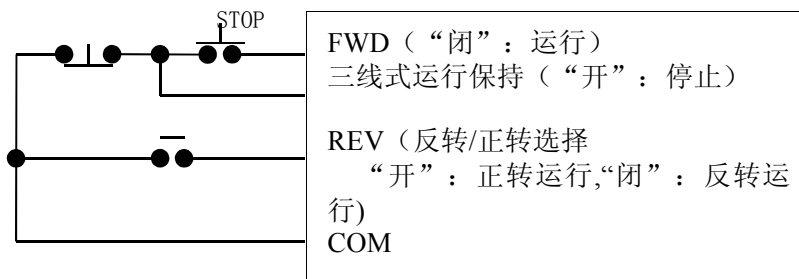 STOP
FWD（“闭”：运行）
三线式运行保持（“开”：停止）
REV（反转/正转选择
“开”：正转运行,“闭”：反转运
行)
COM